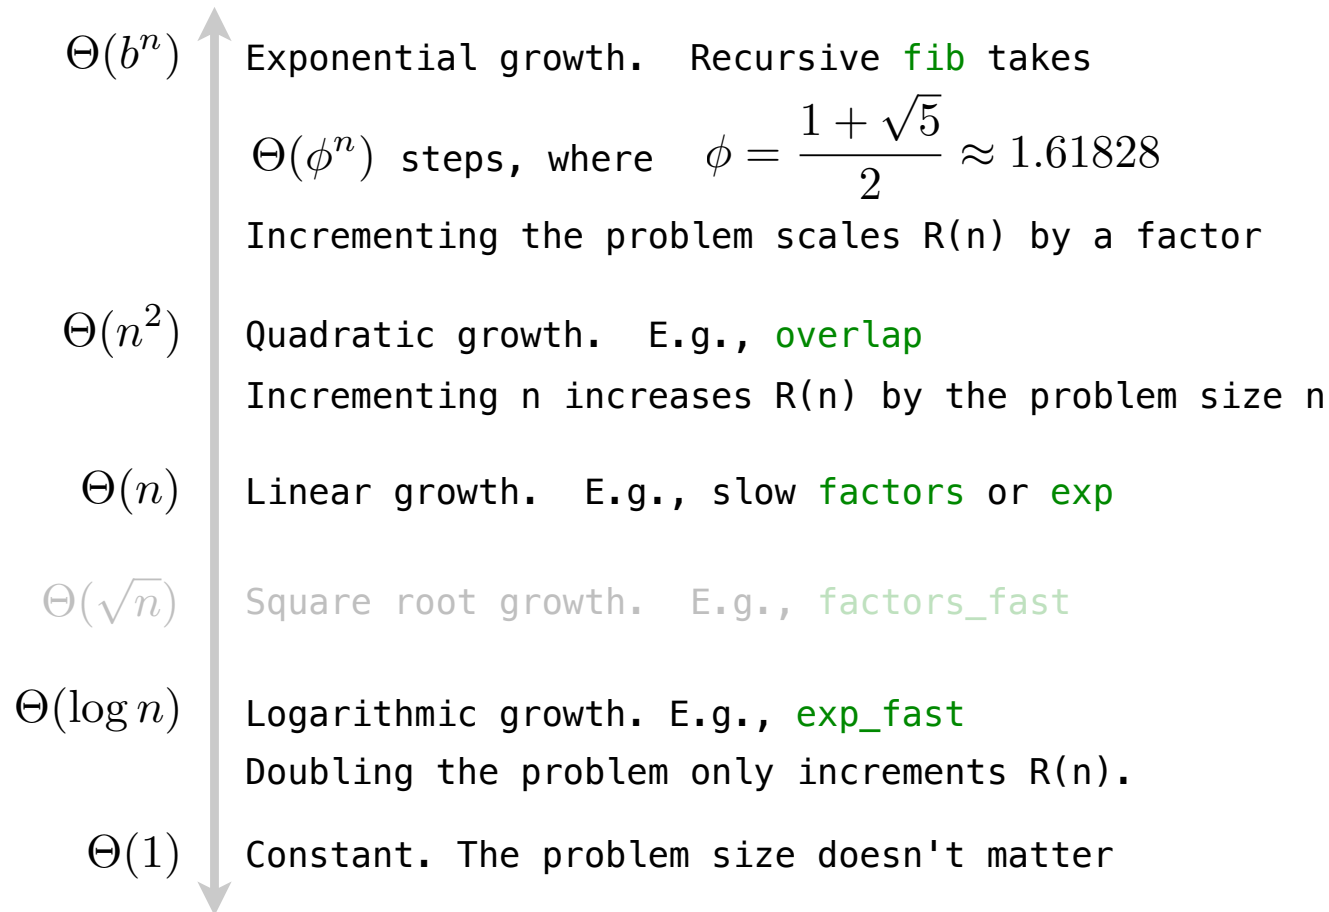 Θ(bⁿ) Exponential growth. Recursive fib takes
Θ(ϕⁿ) steps, where ϕ = (1 + √5)/2 ≈ 1.61828
Incrementing the problem scales R(n) by a factor
Θ(n²) Quadratic growth. E.g., overlap
Incrementing n increases R(n) by the problem size n
Θ(n) Linear growth. E.g., slow factors or exp
Θ(√n) Square root growth. E.g., factors_fast
Θ(log n) Logarithmic growth. E.g., exp_fast
Doubling the problem only increments R(n).
Θ(1) Constant. The problem size doesn't matter